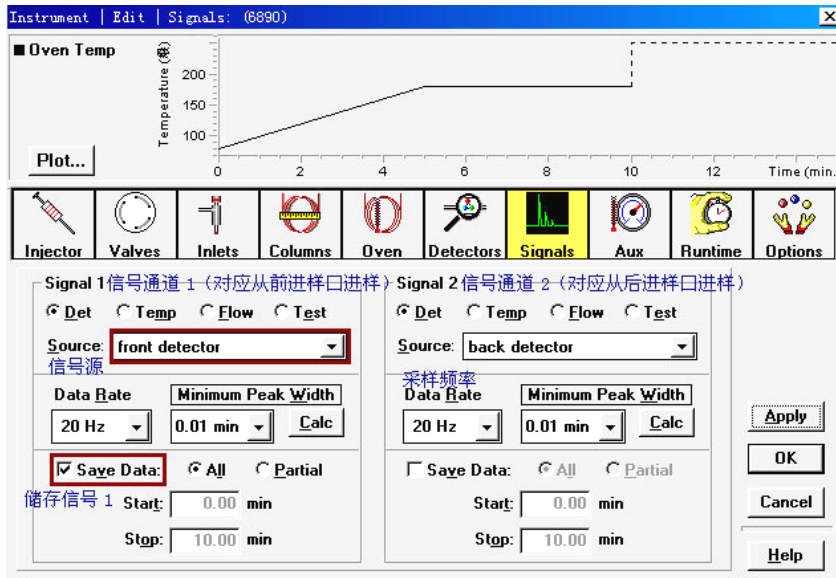 Instrument | Edit | Signals: (6890)
Oven Temp
Temperature (癈)
200
150
100
0 2 4 6 8 10 12 Time (min.
Plot...
Injector Valves Inlets Columns Oven Detectors Signals Aux Runtime Options
Signal 1信号通道 1（对应从前进样口进样）
Det Temp Flow Test
Source: front detector
信号源
Data Rate Minimum Peak Width
20 Hz 0.01 min Calc
Save Data: All Partial
储存信号 1 Start: 0.00 min
Stop: 10.00 min
Signal 2信号通道 2（对应从后进样口进样）
Det Temp Flow Test
Source: back detector
采样频率
Data Rate Minimum Peak Width
20 Hz 0.01 min Calc
Save Data: All Partial
Start: 0.00 min
Stop: 10.00 min
Apply
OK
Cancel
Help